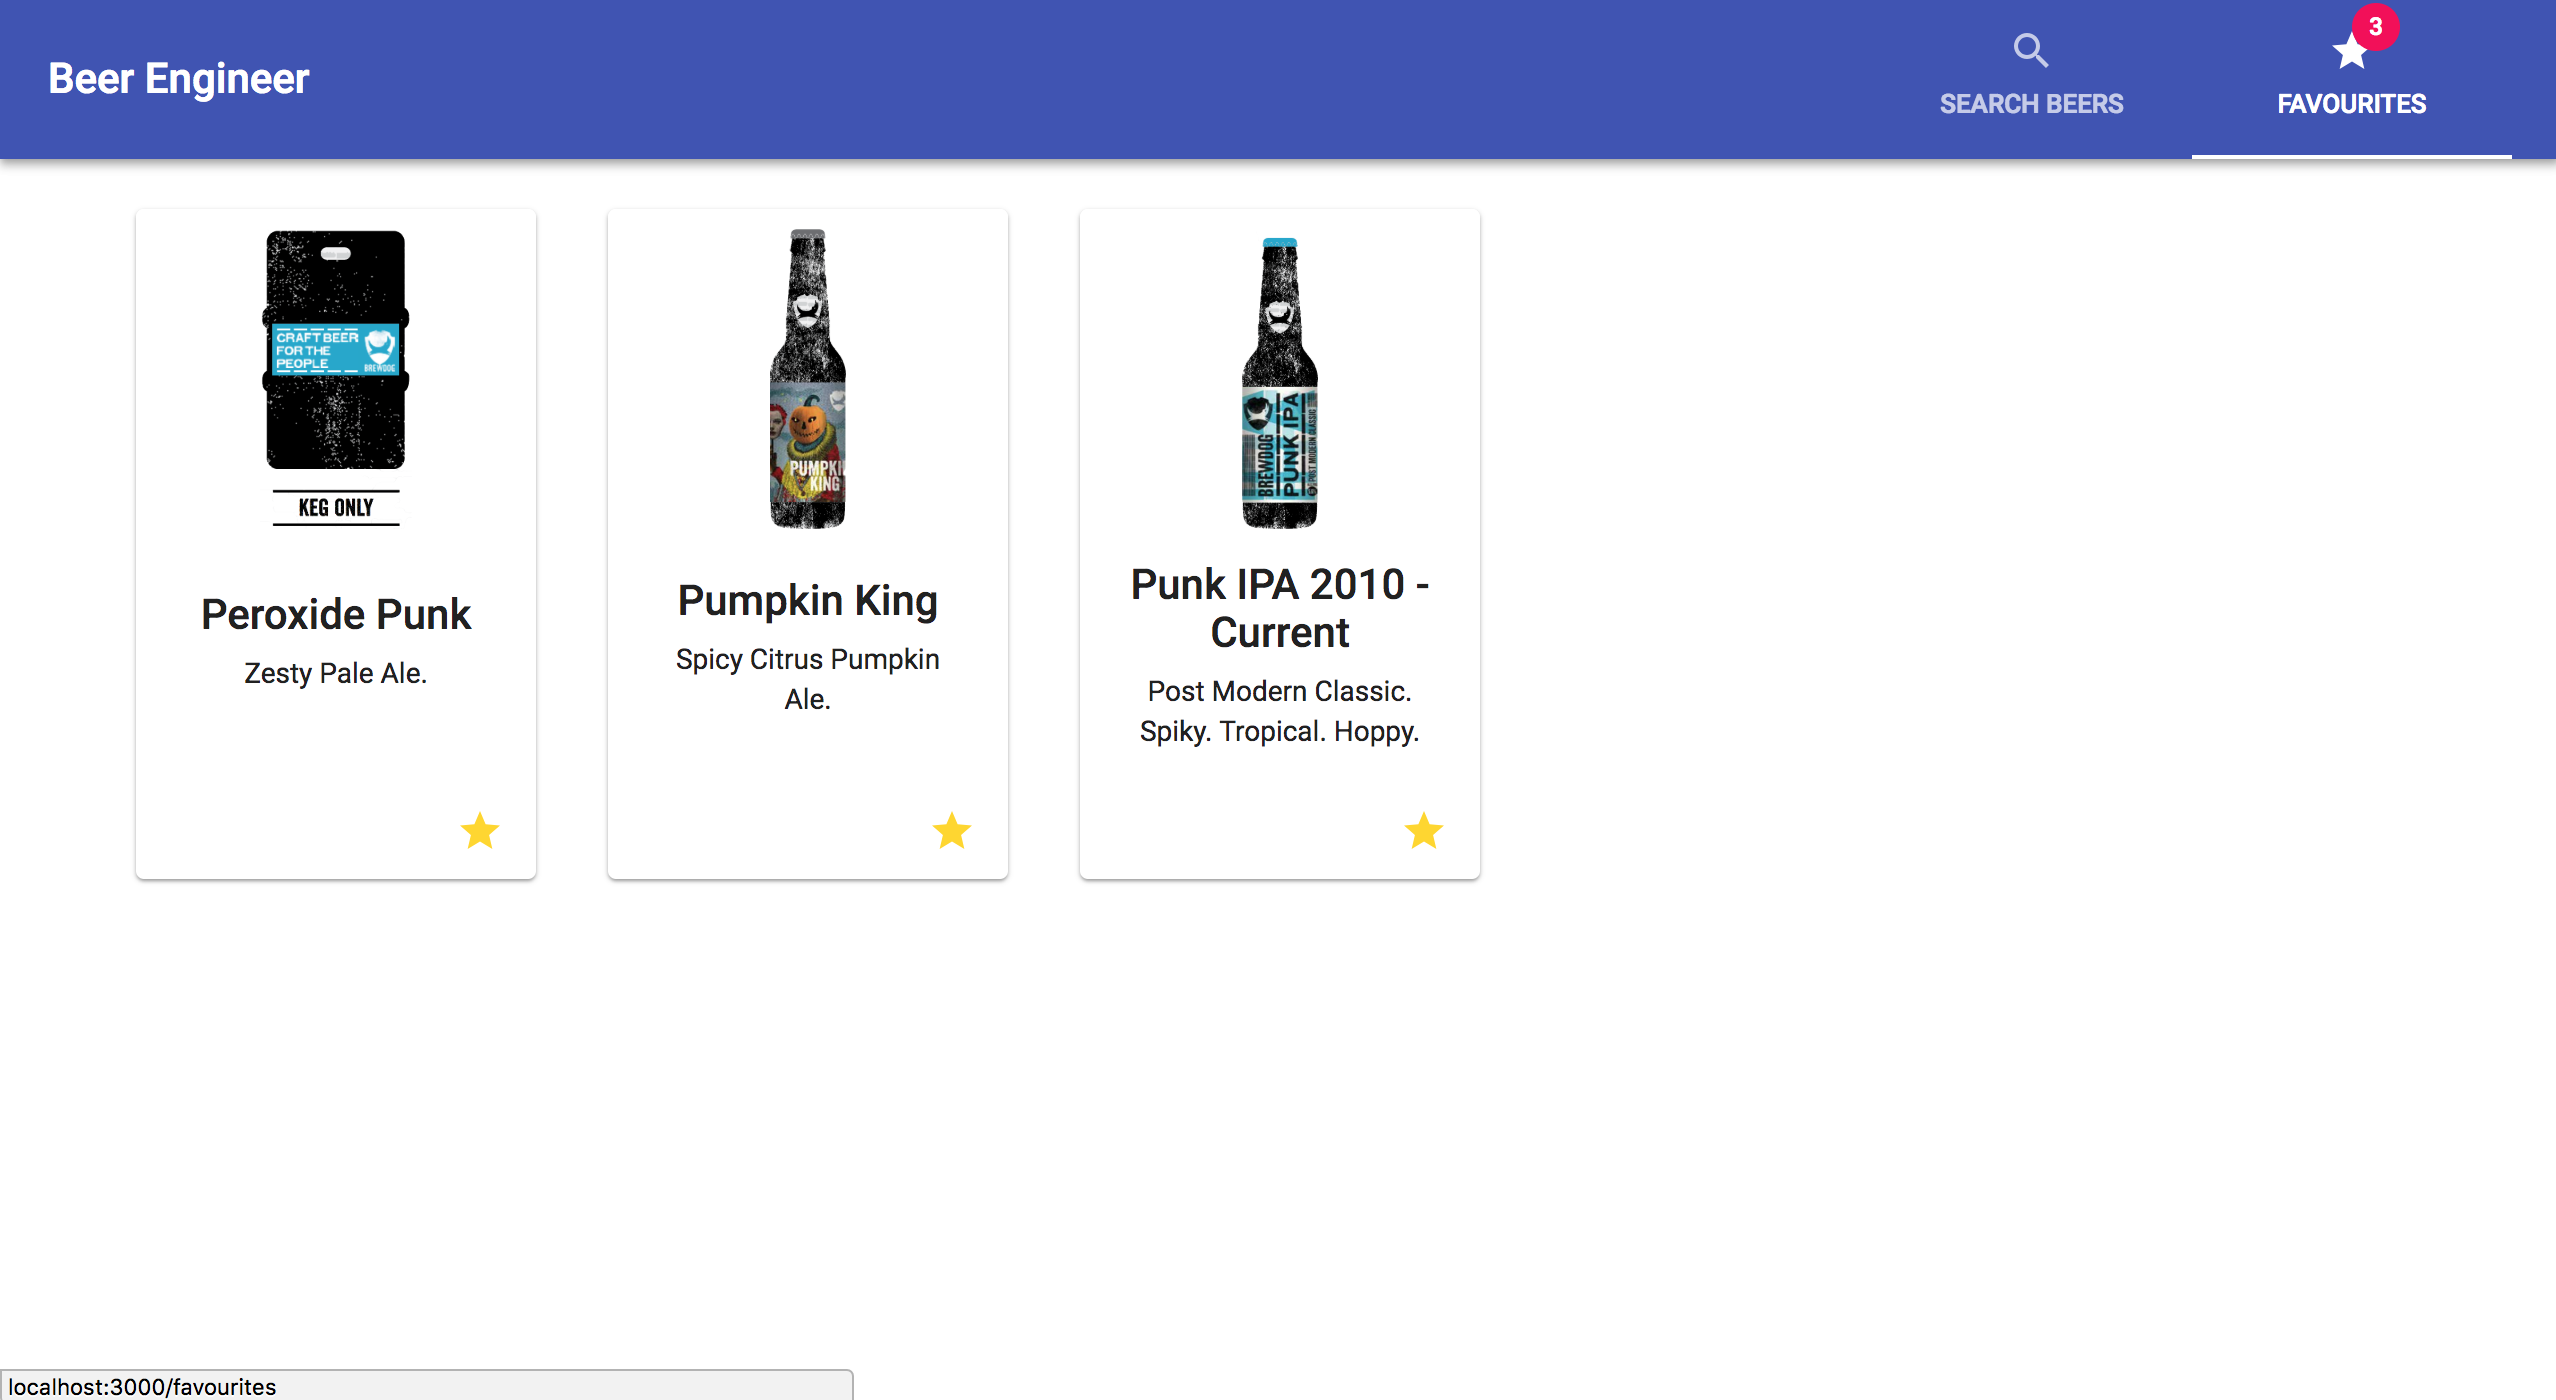 Beer Engineer
SEARCH BEERS
3
FAVOURITES
CRAFT BEER
FOR THE
PEOPLE
BREWDOG
KEG ONLY
Peroxide Punk
Zesty Pale Ale.
PUMPKI
KING
Pumpkin King
Spicy Citrus Pumpkin
Ale.
BREWDOG
PUNK IPA
POST MODERN CLASSIC
Punk IPA 2010 -
Current
Post Modern Classic.
Spiky. Tropical. Hoppy.
localhost:3000/favourites